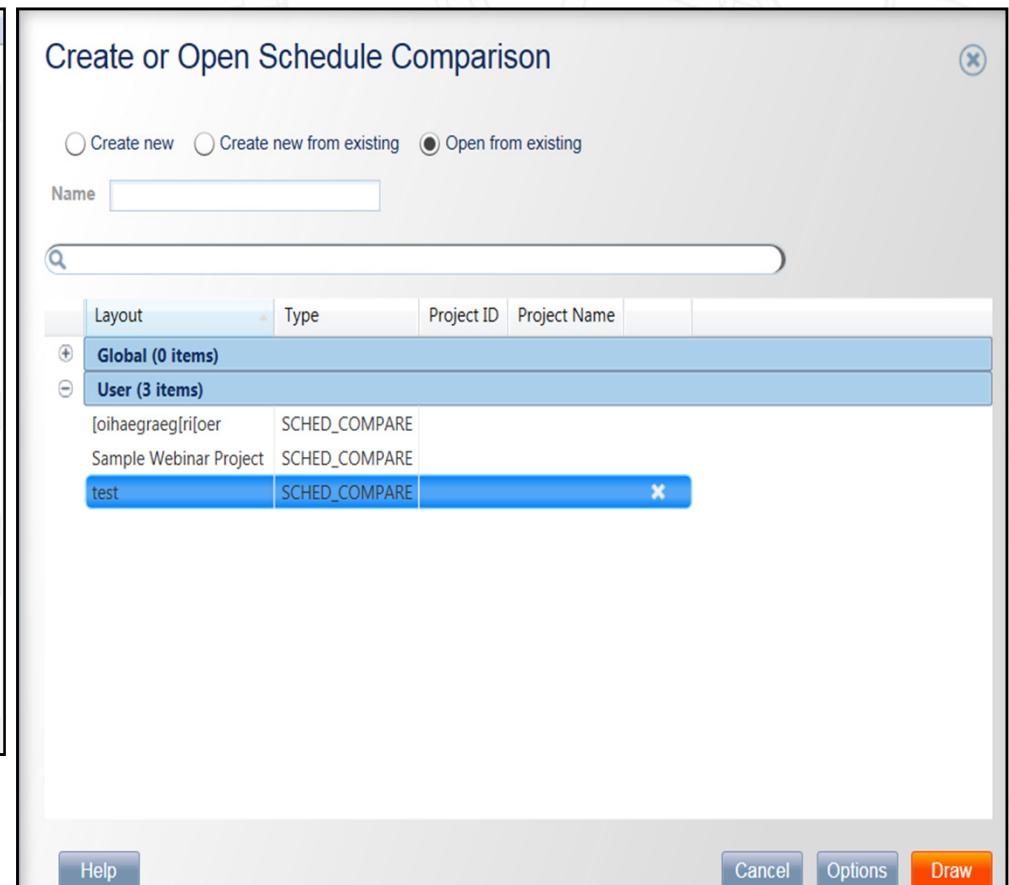 Create or Open Schedule Comparison
Create new Create new from existing Open from existing
Name
Layout Type Project ID Project Name
Global (0 items)
User (3 items)
[oihaegraeg[ri[oer SCHED_COMPARE
Sample Webinar Project SCHED_COMPARE
test SCHED_COMPARE
Help Cancel Options Draw